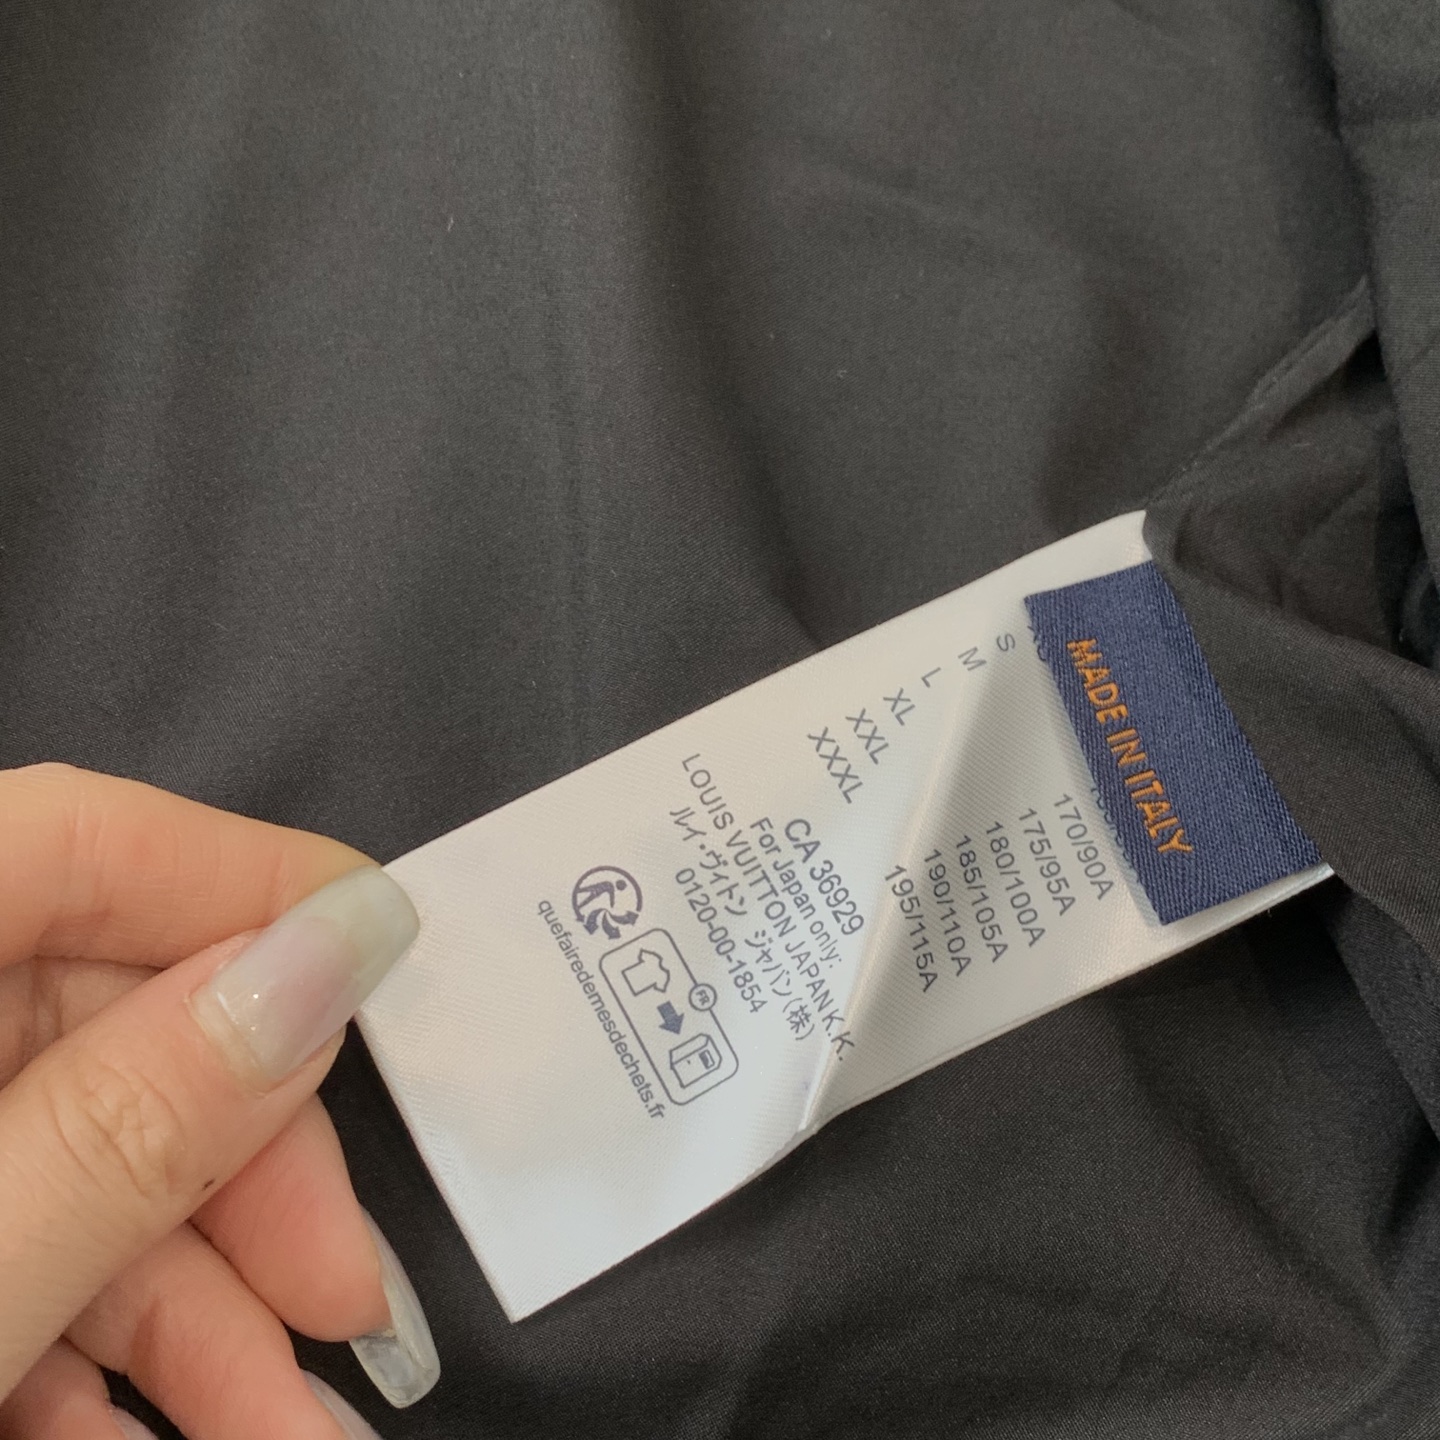 MADE IN ITALY
S
M
L
XL
XXL
XXXL
170/90A
175/95A
180/100A
185/105A
190/110A
195/115A
CA 36929
For Japan only:
LOUIS VUITTON JAPAN K.K.
ルイ・ヴィトン ジャパン(株)
0120-00-1854
FR
quefairedemesdechets.fr